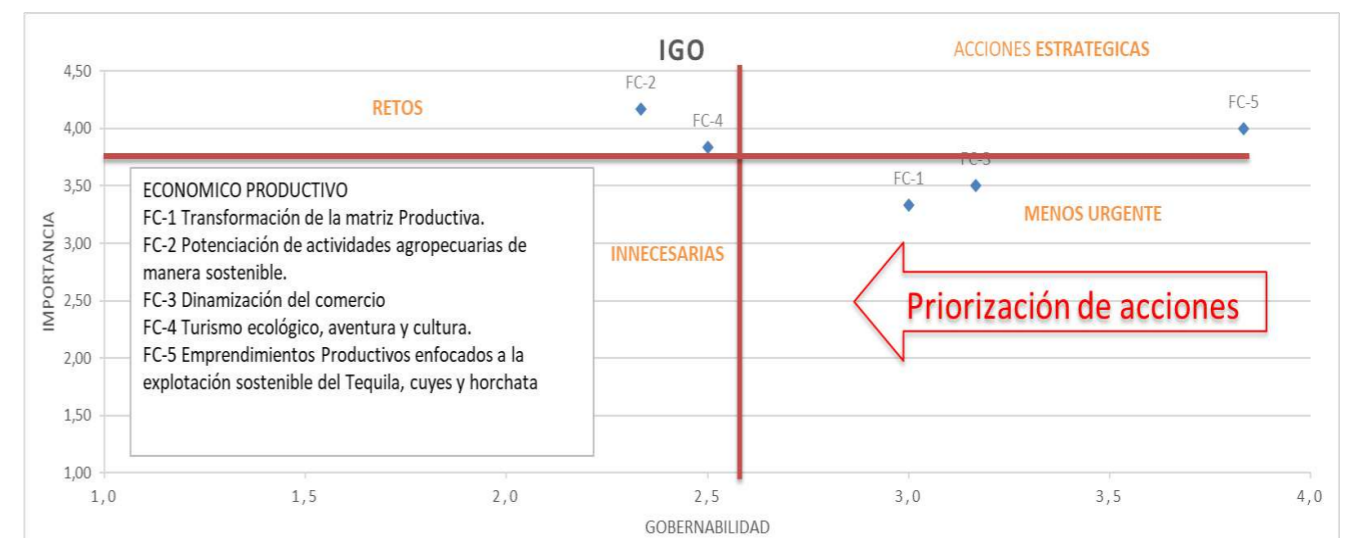 IGO
ACCIONES ESTRATEGICAS
4,50
FC-2
FC-5
RETOS
FC-4
4,00
FC-3
3,50
FC-1
ECONOMICO PRODUCTIVO
FC-1 Transformación de la matriz Productiva.
MENOS URGENTE
FC-2 Potenciación de actividades agropecuarias de
manera sostenible.
3,00
INNECESARIAS
FC-3 Dinamización del comercio
2,50
Priorización de acciones
FC-4 Turismo ecológico, aventura y cultura.
FC-5 Emprendimientos Productivos enfocados a la
explotación sostenible del Tequila, cuyes y horchata
2,00
1,50
1,00
IMPORTANCIA
1,0
1,5
2,0
2,5
3,0
3,5
4,0
GOBERNABILIDAD